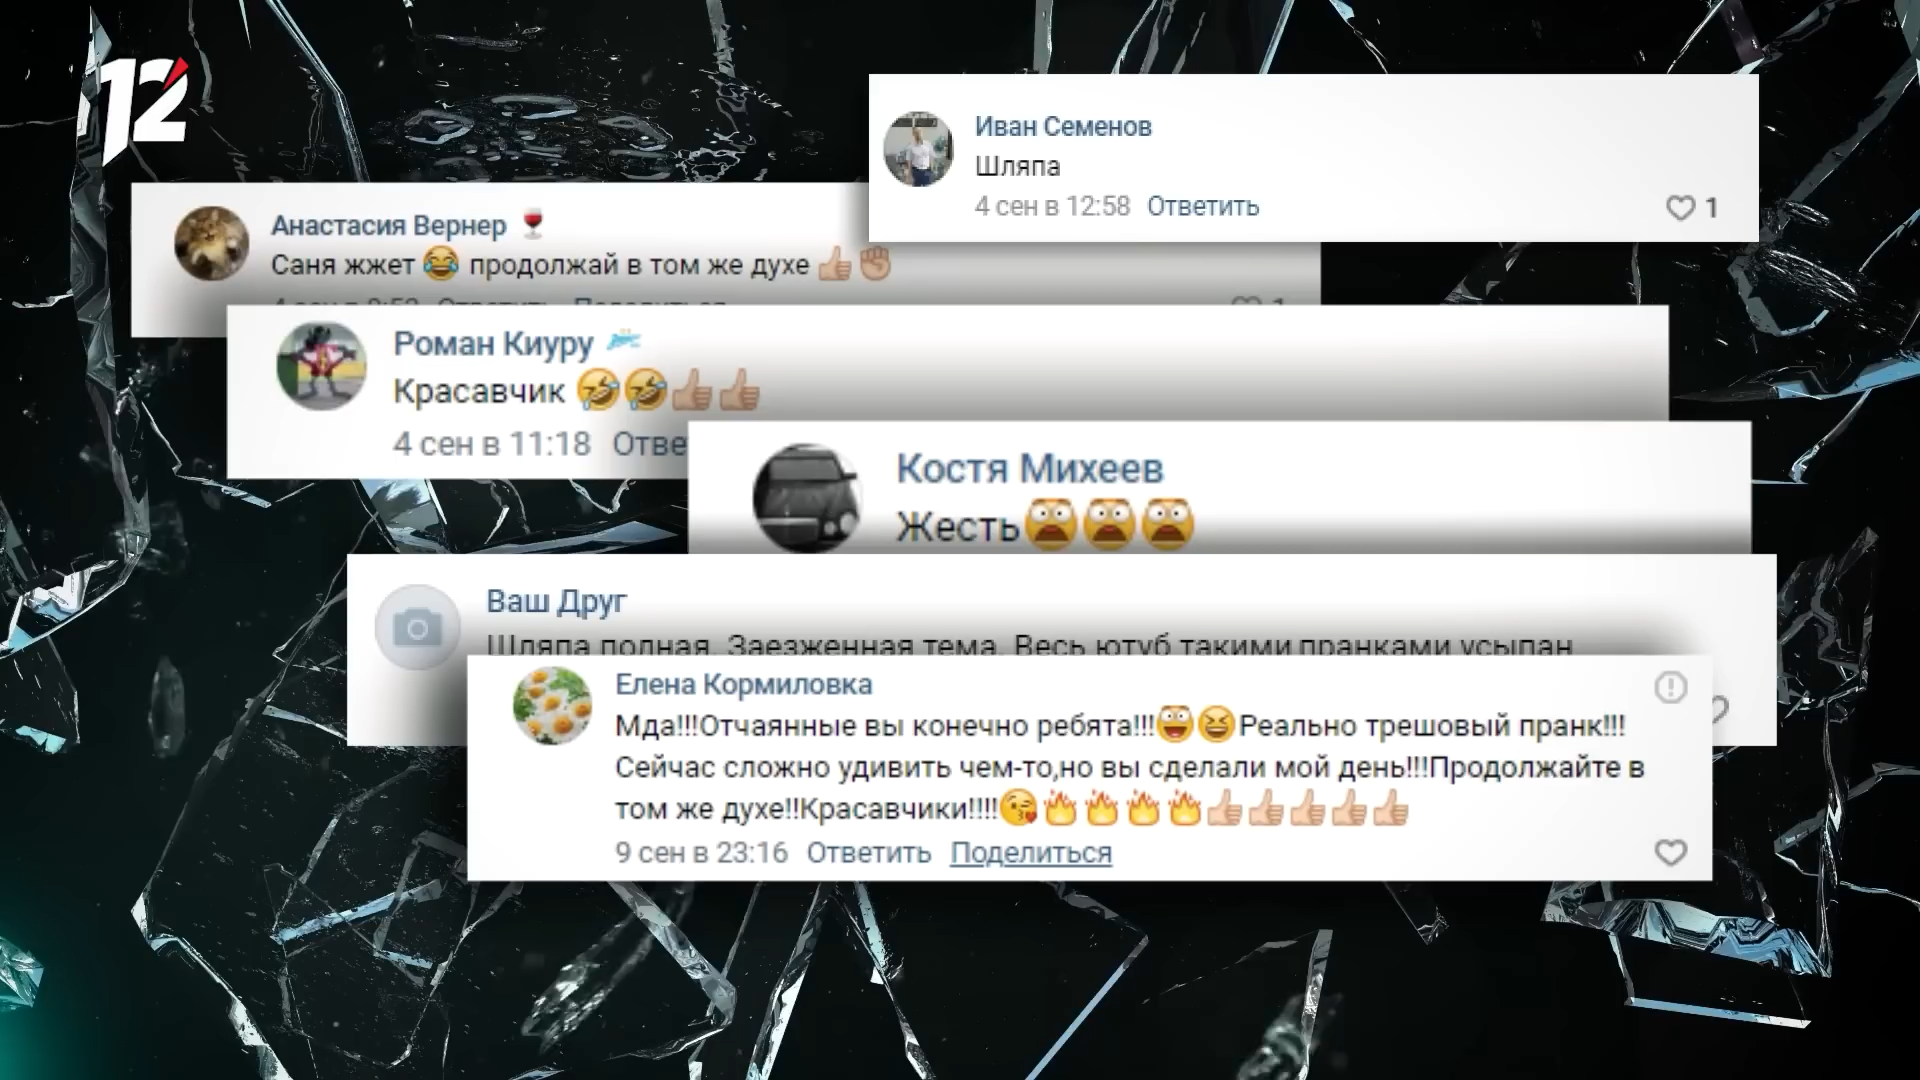 12
Иван Семенов
Шляпа
4 сен в 12:58 Ответить
1
Анастасия Вернер 🍷
Саня жжет 😂 продолжай в том же духе 👍✊
Роман Киуру
Красавчик 🤣🤣👍👍
4 сен в 11:18 Отве
Костя Михеев
Жесть😨😨😨
Ваш Друг
Шляпа полная. Заезженная тема. Весь ютуб такими пранками усыпан
Елена Кормиловка
Мда!!!Отчаянные вы конечно ребята!!!😀😆Реально трешовый пранк!!!
Сейчас сложно удивить чем-то,но вы сделали мой день!!!Продолжайте в
том же духе!!Красавчики!!!!😘🔥🔥🔥🔥👍👍👍👍👍
9 сен в 23:16 Ответить Поделиться